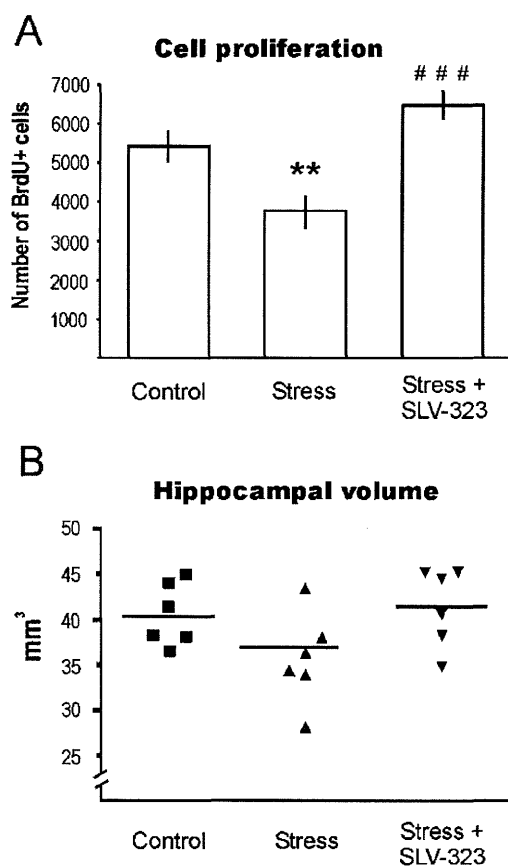 A
Cell proliferation
Number of BrdU+ cells
7000
6000
5000
4000
3000
2000
1000
**
# # #
Control
Stress
Stress +
SLV-323
B
Hippocampal volume
mm³
50
45
40
35
30
25
Control
Stress
Stress +
SLV-323